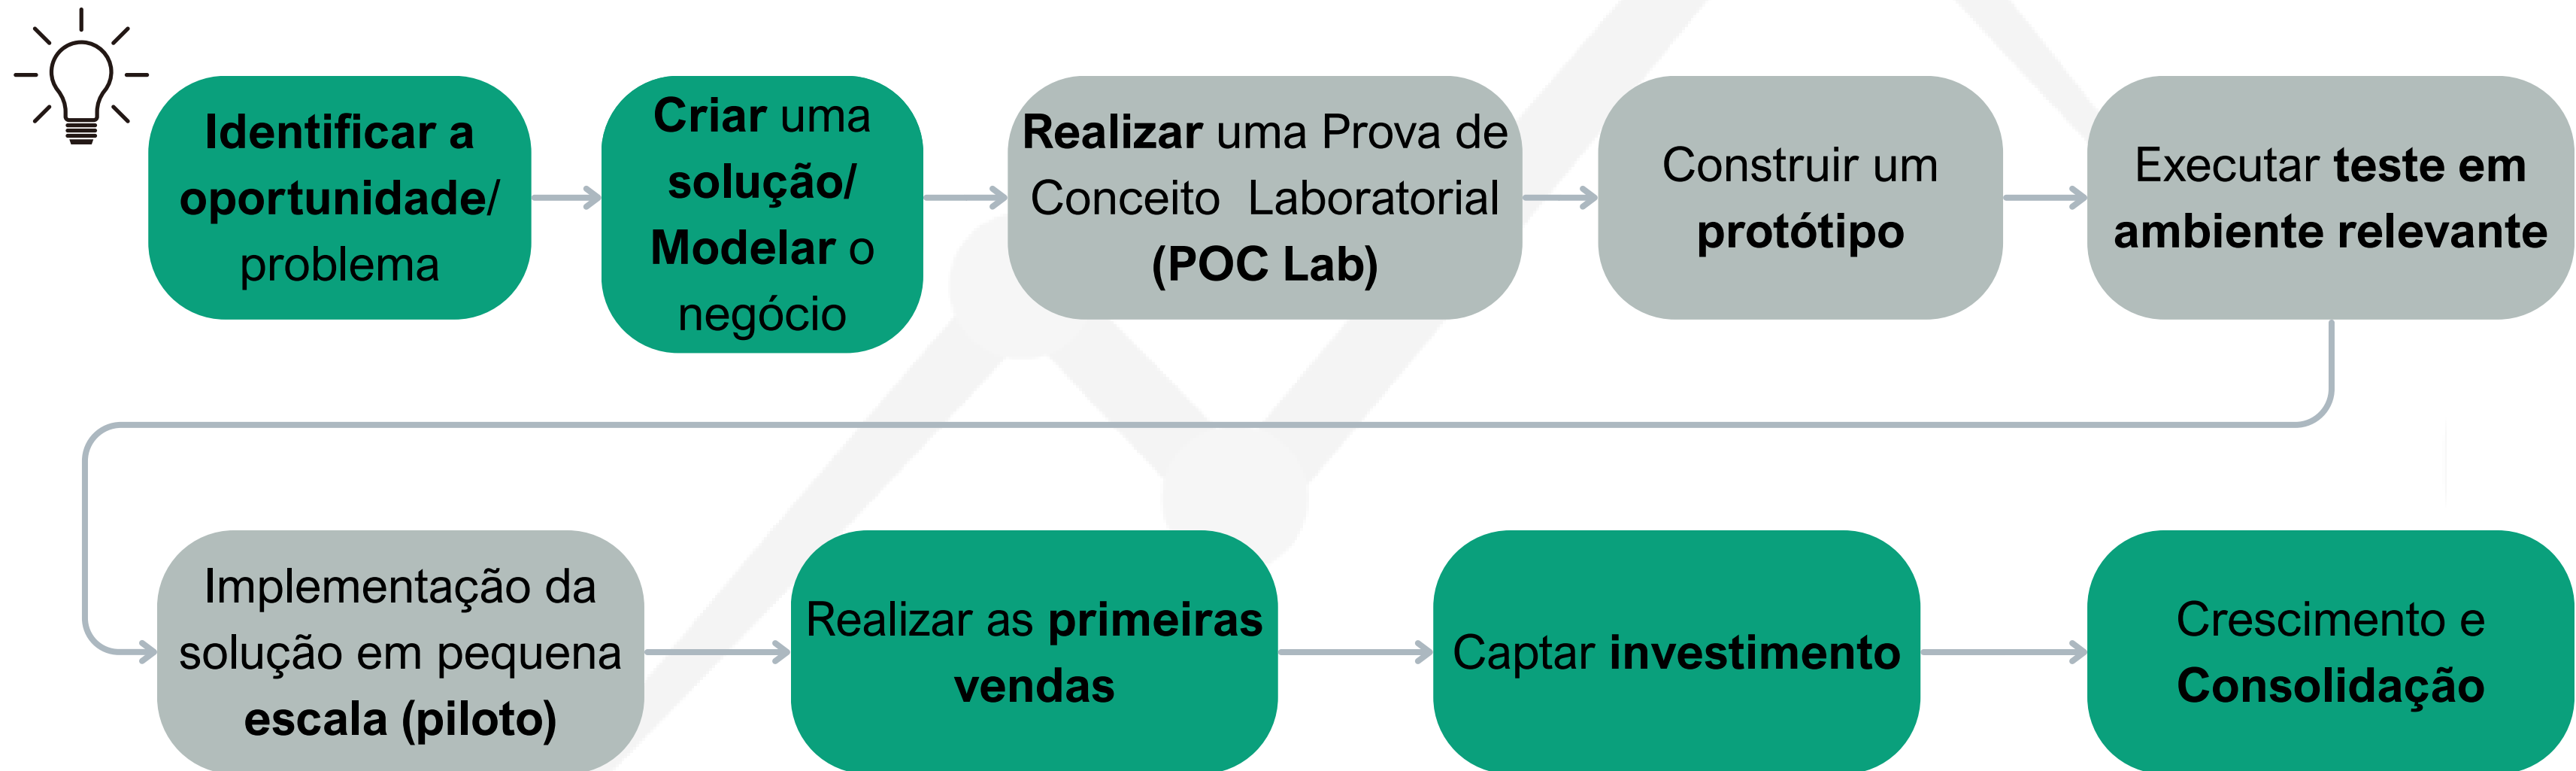 Identificar a
oportunidade/
problema
Criar uma
solução/
Modelar o
negócio
Realizar uma Prova de
Conceito Laboratorial
(POC Lab)
Construir um
protótipo
Executar teste em
ambiente relevante
Implementação da
solução em pequena
escala (piloto)
Realizar as primeiras
vendas
Captar investimento
Crescimento e
Consolidação